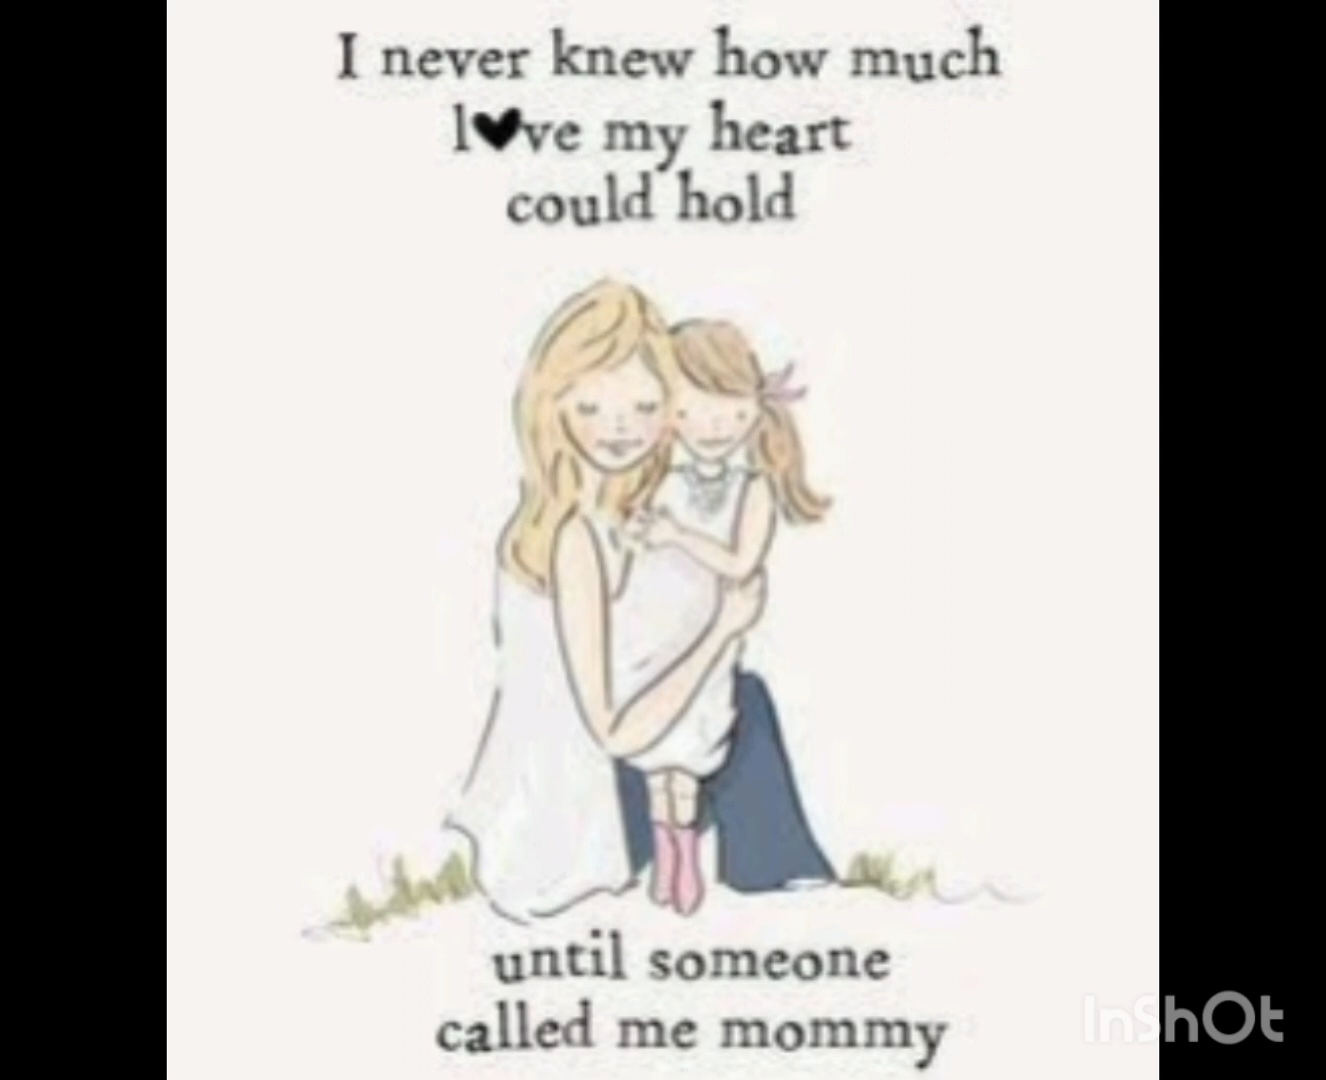 I never knew how much
l♥ve my heart
could hold
until someone
called me mommy
InShOt